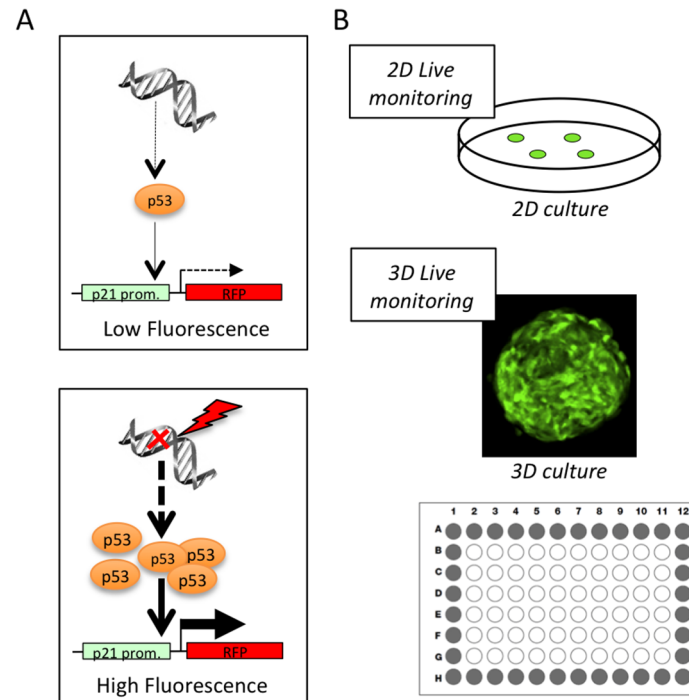 A
p53
p21 prom.
RFP
Low Fluorescence
p53
p53
p53
p53
p53
p21 prom.
RFP
High Fluorescence
B
2D Live
monitoring
2D culture
3D Live
monitoring
3D culture
1 2 3 4 5 6 7 8 9 10 11 12
A
B
C
D
E
F
G
H